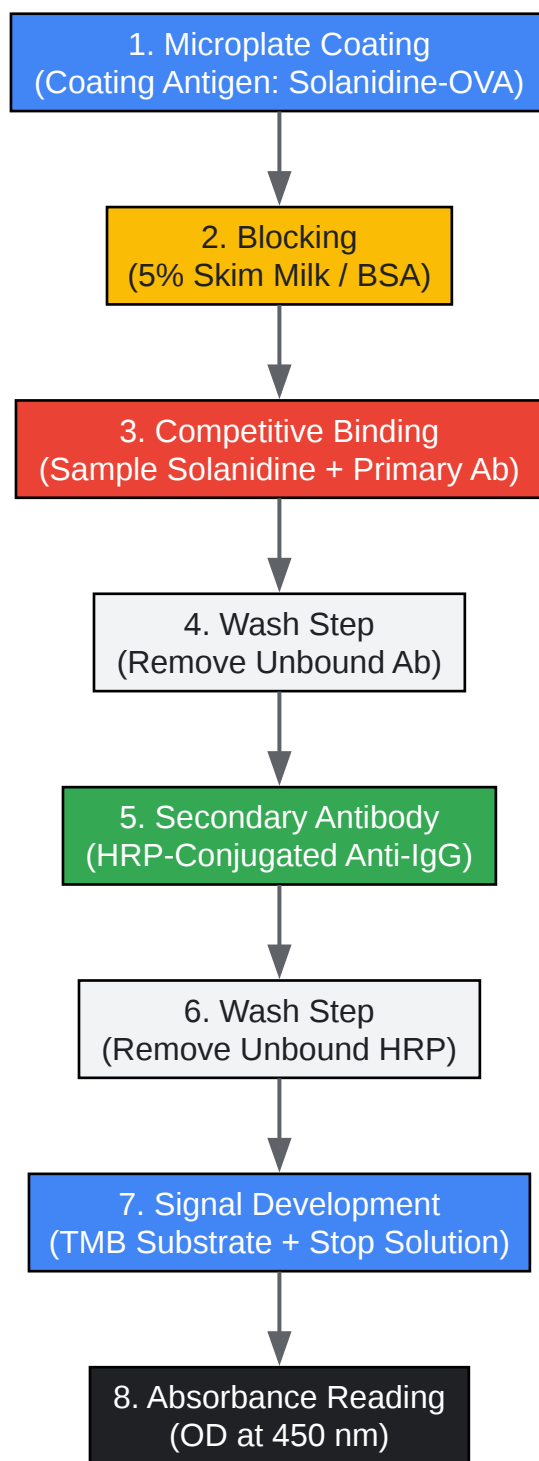 1. Microplate Coating
(Coating Antigen: Solanidine-OVA)
2. Blocking
(5% Skim Milk / BSA)
3. Competitive Binding
(Sample Solanidine + Primary Ab)
4. Wash Step
(Remove Unbound Ab)
5. Secondary Antibody
(HRP-Conjugated Anti-IgG)
6. Wash Step
(Remove Unbound HRP)
7. Signal Development
(TMB Substrate + Stop Solution)
8. Absorbance Reading
(OD at 450 nm)